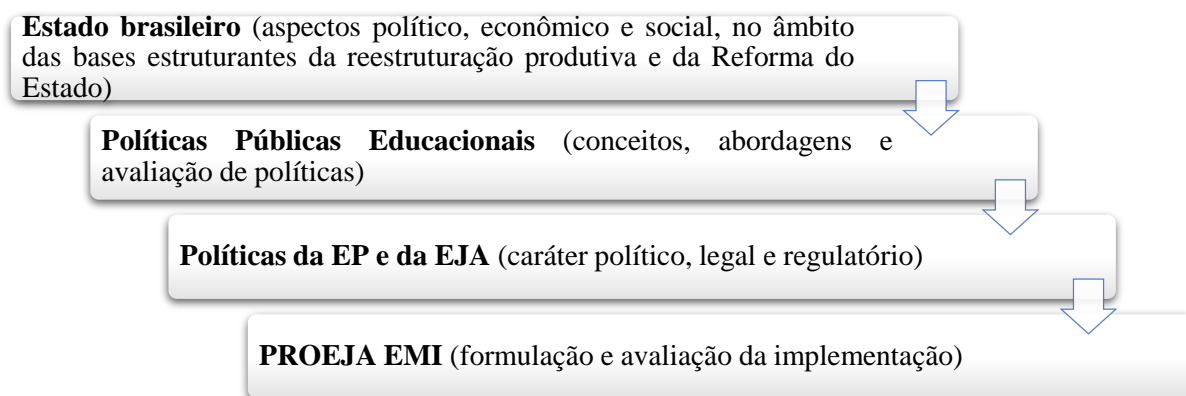 Estado brasileiro (aspectos político, econômico e social, no âmbito
das bases estruturantes da reestruturação produtiva e da Reforma do
Estado)
Políticas Públicas Educacionais (conceitos, abordagens e
avaliação de políticas)
Políticas da EP e da EJA (caráter político, legal e regulatório)
PROEJA EMI (formulação e avaliação da implementação)